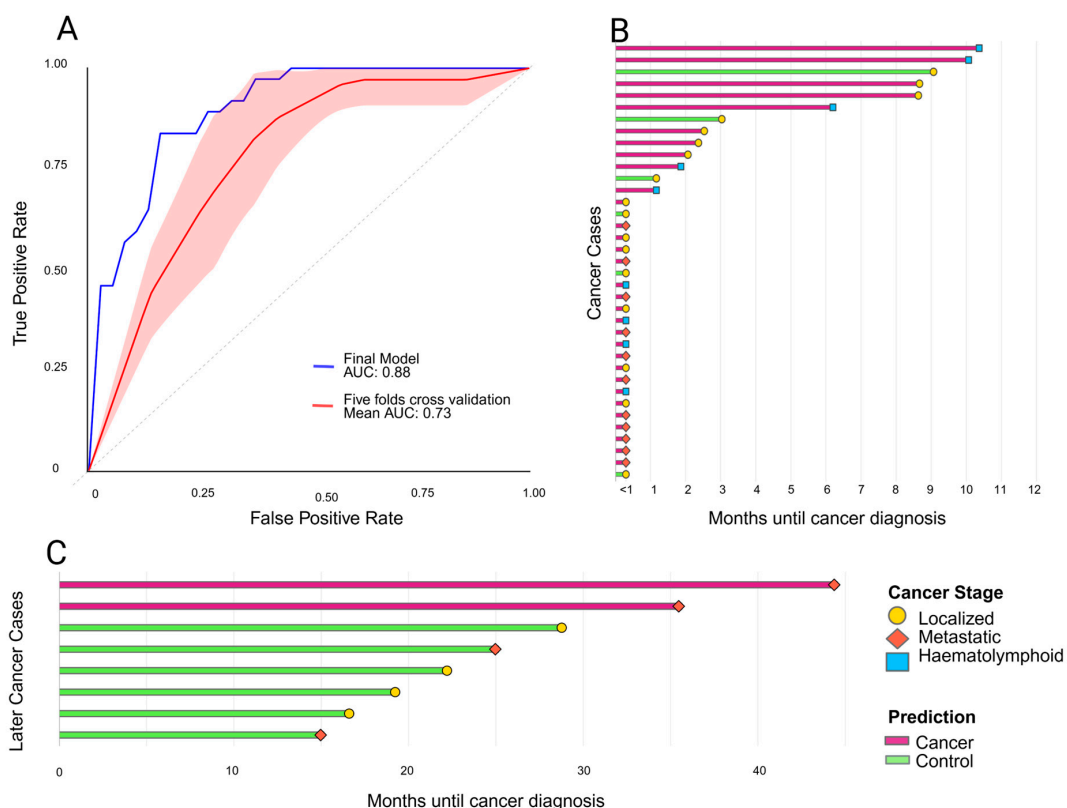 A
1.00
0.75
0.50
0.25
0
True Positive Rate
Final Model
AUC: 0.88
Five folds cross validation
Mean AUC: 0.73
0
0.25
0.50
0.75
1.00
False Positive Rate
B
Cancer Cases
<1
1
2
3
4
5
6
7
8
9
10
11
12
Months until cancer diagnosis
C
Later Cancer Cases
0
10
20
30
40
Months until cancer diagnosis
Cancer Stage
Localized
Metastatic
Haematolymphoid
Prediction
Cancer
Control